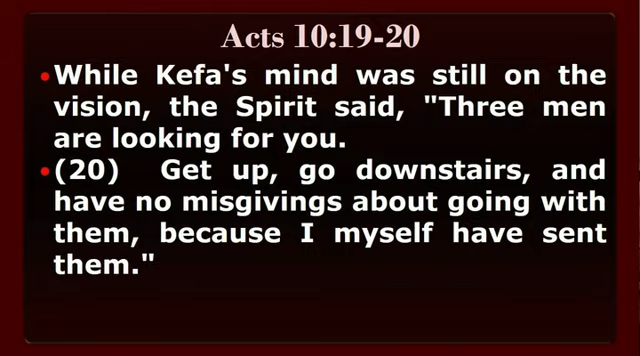 Acts 10:19-20
•While Kefa's mind was still on the
vision, the Spirit said, "Three men
are looking for you.
•(20) Get up, go downstairs, and
have no misgivings about going with
them, because I myself have sent
them."